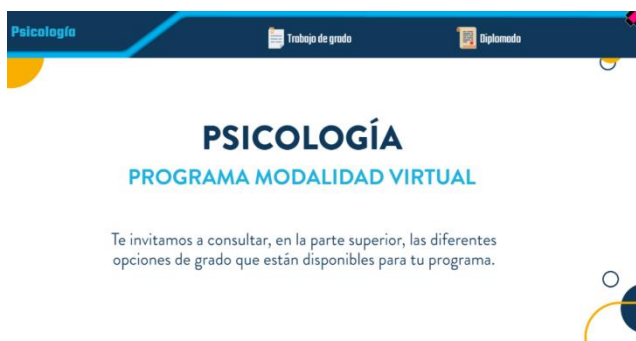 Psicología
Trabajo de grado
Diplomado
PSICOLOGÍA
PROGRAMA MODALIDAD VIRTUAL
Te invitamos a consultar, en la parte superior, las diferentes
opciones de grado que están disponibles para tu programa.